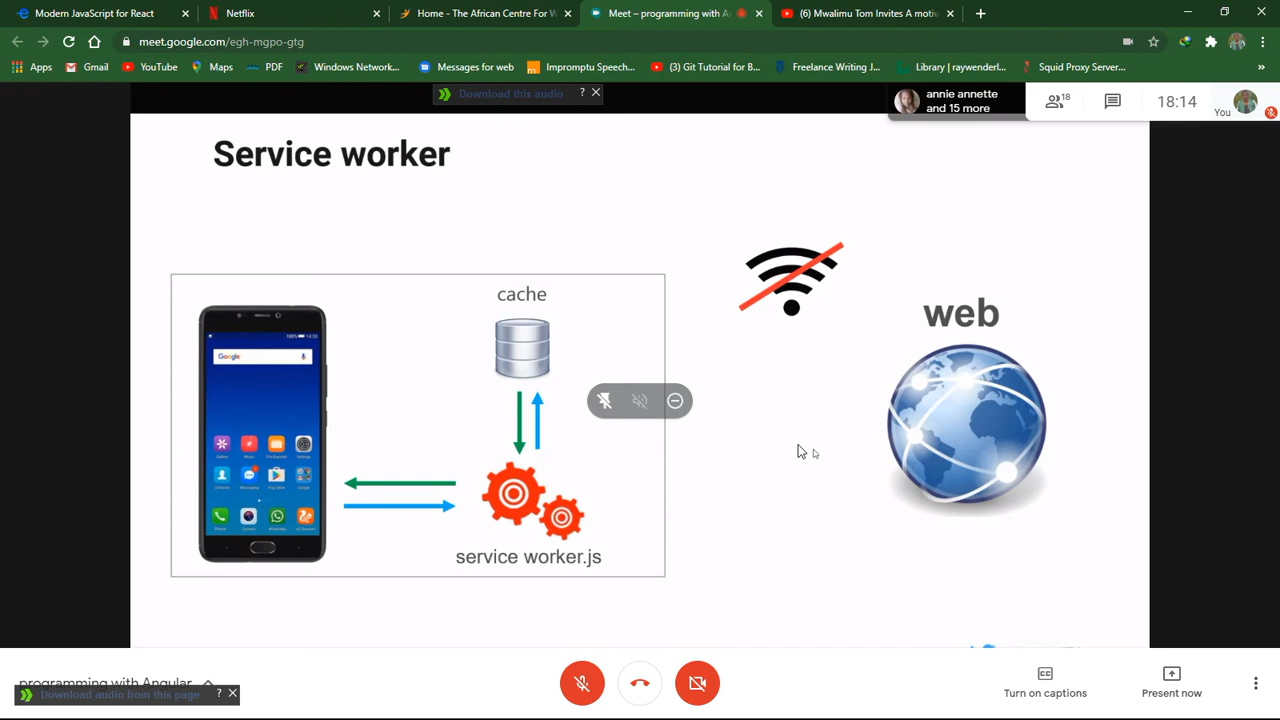 Modern JavaScript for React
Netflix
Home - The African Centre For W
Meet – programming with A
(6) Mwalimu Tom Invites A motiv
meet.google.com/egh-mgpo-gtg
Apps
Gmail
YouTube
Maps
PDF
Windows Network...
Messages for web
Impromptu Speech...
(3) Git Tutorial for B...
Freelance Writing J...
Library | raywenderl...
Squid Proxy Server...
»
Download this audio
?
annie annette
and 15 more
18
18:14
You
Service worker
cache
web
Google
service worker.js
programming with Angular
Download audio from this page
?
CC
Turn on captions
Present now